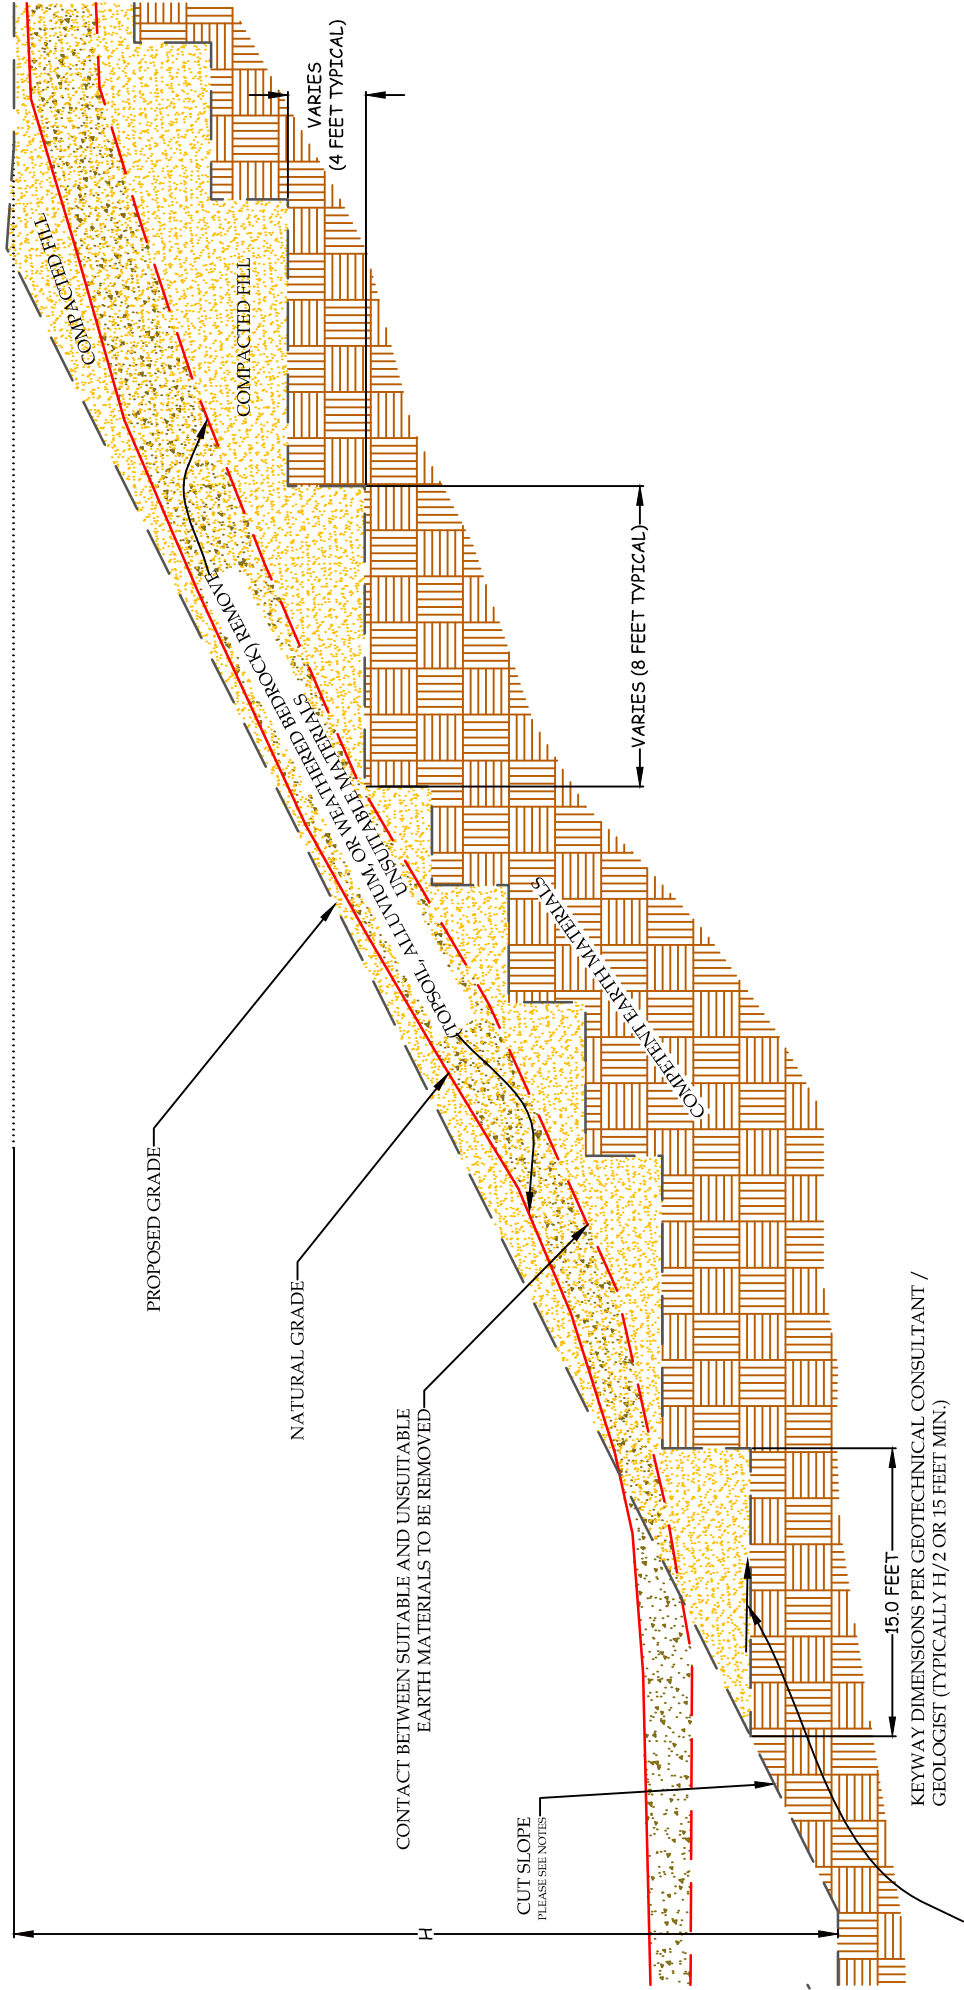 PROPOSED GRADE
NATURAL GRADE
CONTACT BETWEEN SUITABLE AND UNSUITABLE
EARTH MATERIALS TO BE REMOVED
CUT SLOPE
PLEASE SEE NOTES
H
COMPACTED FILL
COMPACTED FILL
(TOPSOIL, ALLUVIUM, OR WEATHERED BEDROCK) REMOVE
UNSUITABLE MATERIALS
COMPETENT EARTH MATERIALS
VARIES
(4 FEET TYPICAL)
VARIES (8 FEET TYPICAL)
15.0 FEET
KEYWAY DIMENSIONS PER GEOTECHNICAL CONSULTANT /
GEOLOGIST (TYPICALLY H/2 OR 15 FEET MIN.)